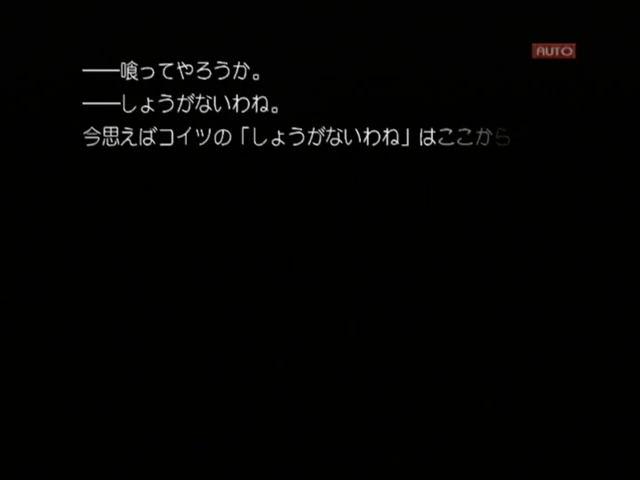 AUTO
――喰ってやろうか。
――しょうがないわね。
今思えばコイツの「しょうがないわね」はここから